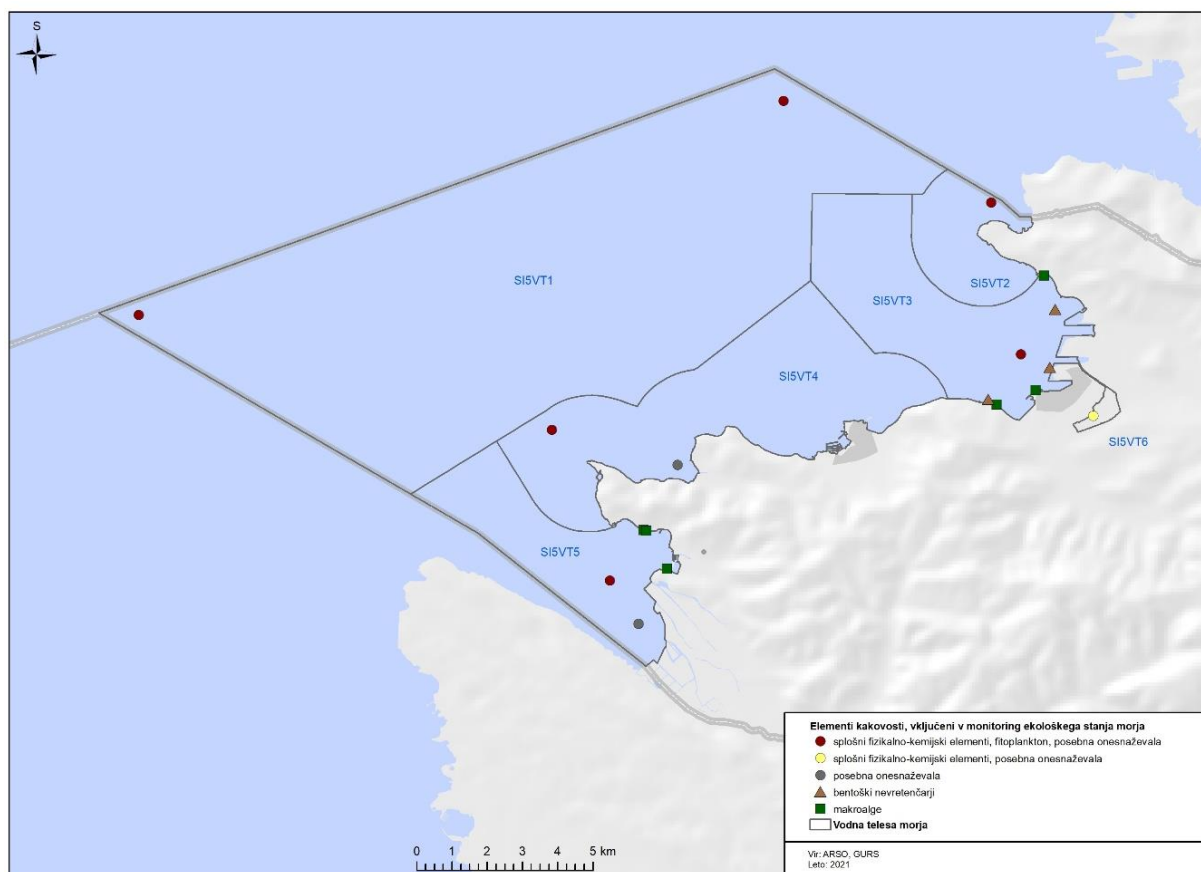 S
SI5VT1
SI5VT2
SI5VT3
SI5VT4
SI5VT6
SI5VT5
Elementi kakovosti, vključeni v monitoring ekološkega stanja morja
splošni fizikalno-kemijski elementi, fitoplankton, posebna onesnaževala
splošni fizikalno-kemijski elementi, posebna onesnaževala
posebna onesnaževala
bentoški nevretenčarji
makroalge
Vodna telesa morja
0 1 2 3 4 5 km
Vir: ARSO, GURS
Leto: 2021